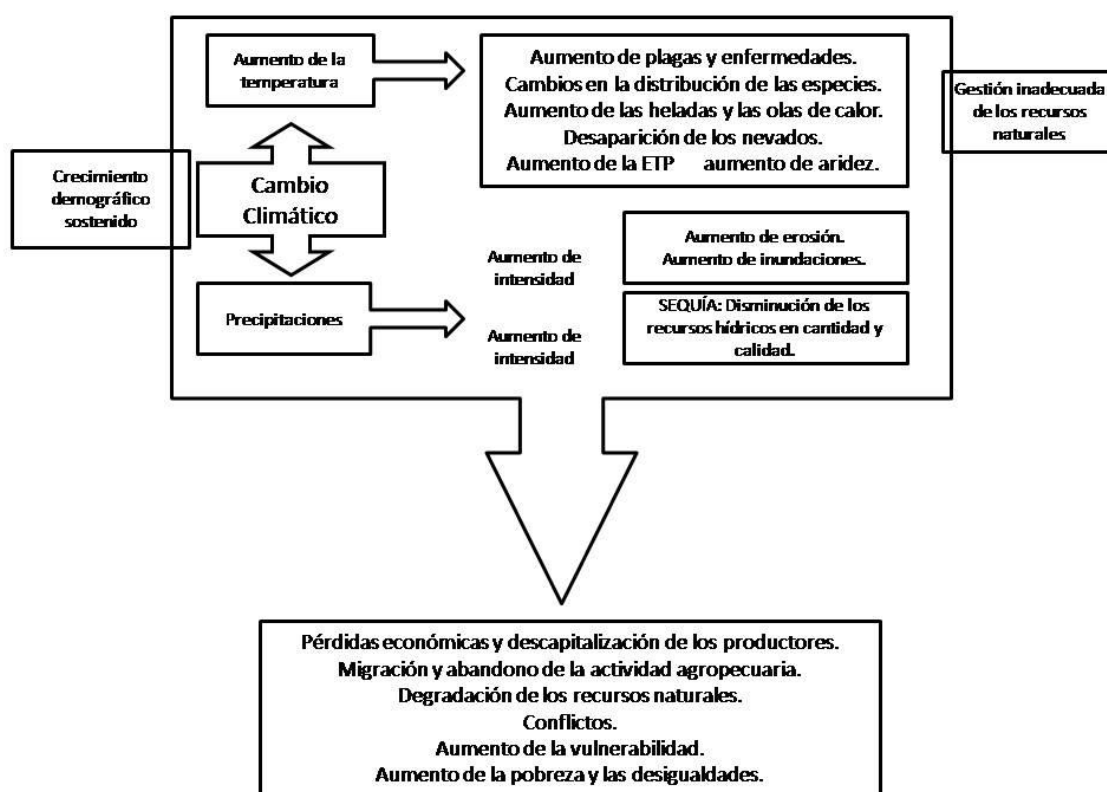 Aumento de la
temperatura
Aumento de plagas y enfermedades.
Cambios en la distribución de las especies.
Aumento de las heladas y las olas de calor.
Desaparición de los nevados.
Aumento de la ETP aumento de aridez.
Gestión inadecuada
de los recursos
naturales
Crecimiento
demográfico
sostenido
Cambio
Climático
Precipitaciones
Aumento de
intensidad
Aumento de erosión.
Aumento de inundaciones.
Aumento de
intensidad
SEQUÍA: Disminución de los
recursos hídricos en cantidad y
calidad.
Pérdidas económicas y descapitalización de los productores.
Migración y abandono de la actividad agropecuaria.
Degradación de los recursos naturales.
Conflictos.
Aumento de la vulnerabilidad.
Aumento de la pobreza y las desigualdades.